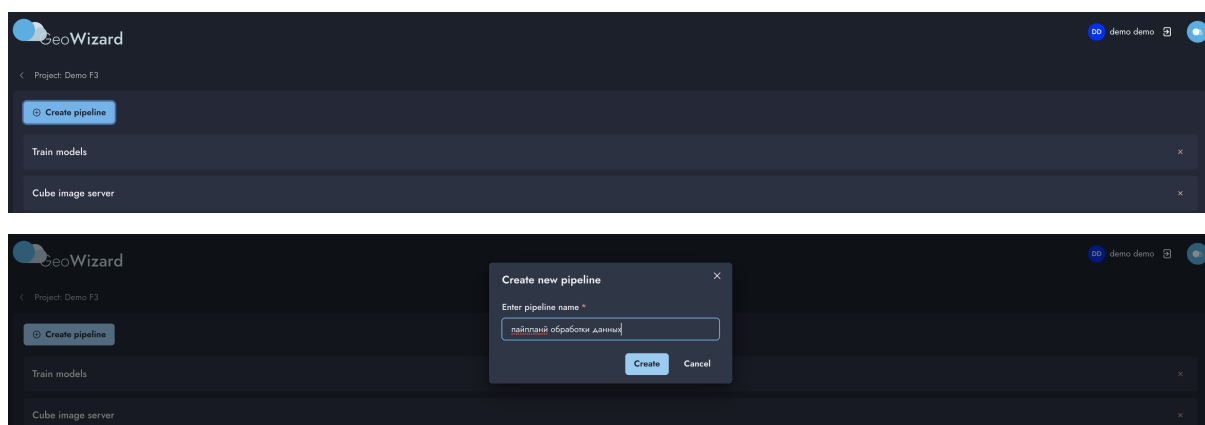 GeoWizard
DD demo demo
Project: Demo F3
Create pipeline
Train models
Cube image server
GeoWizard
DD demo demo
Project: Demo F3
Create pipeline
Train models
Cube image server
Create new pipeline
Enter pipeline name *
пайпланй обработки данных
Create Cancel